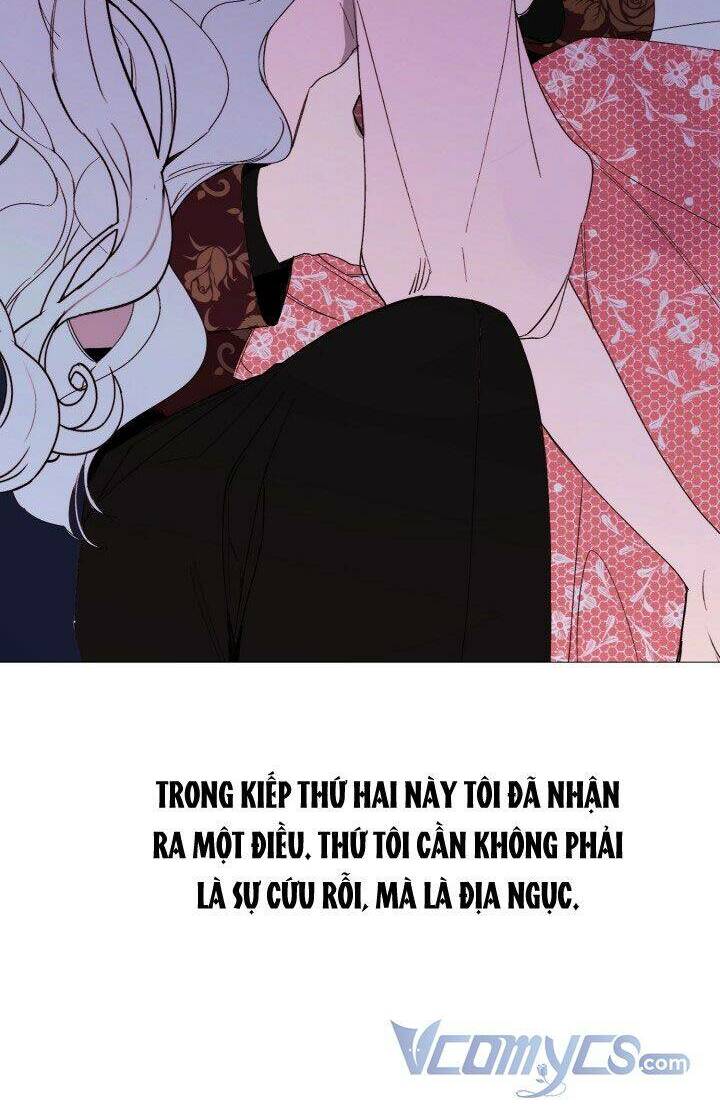 TRONG KIẾP THỨ HAI NÀY TÔI ĐÃ NHẬN
RA MỘT ĐIỀU. THỨ TÔI CẦN KHÔNG PHẢI
LÀ SỰ CỨU RỖI, MÀ LÀ ĐỊA NGỤC.
VCOMYCS.com